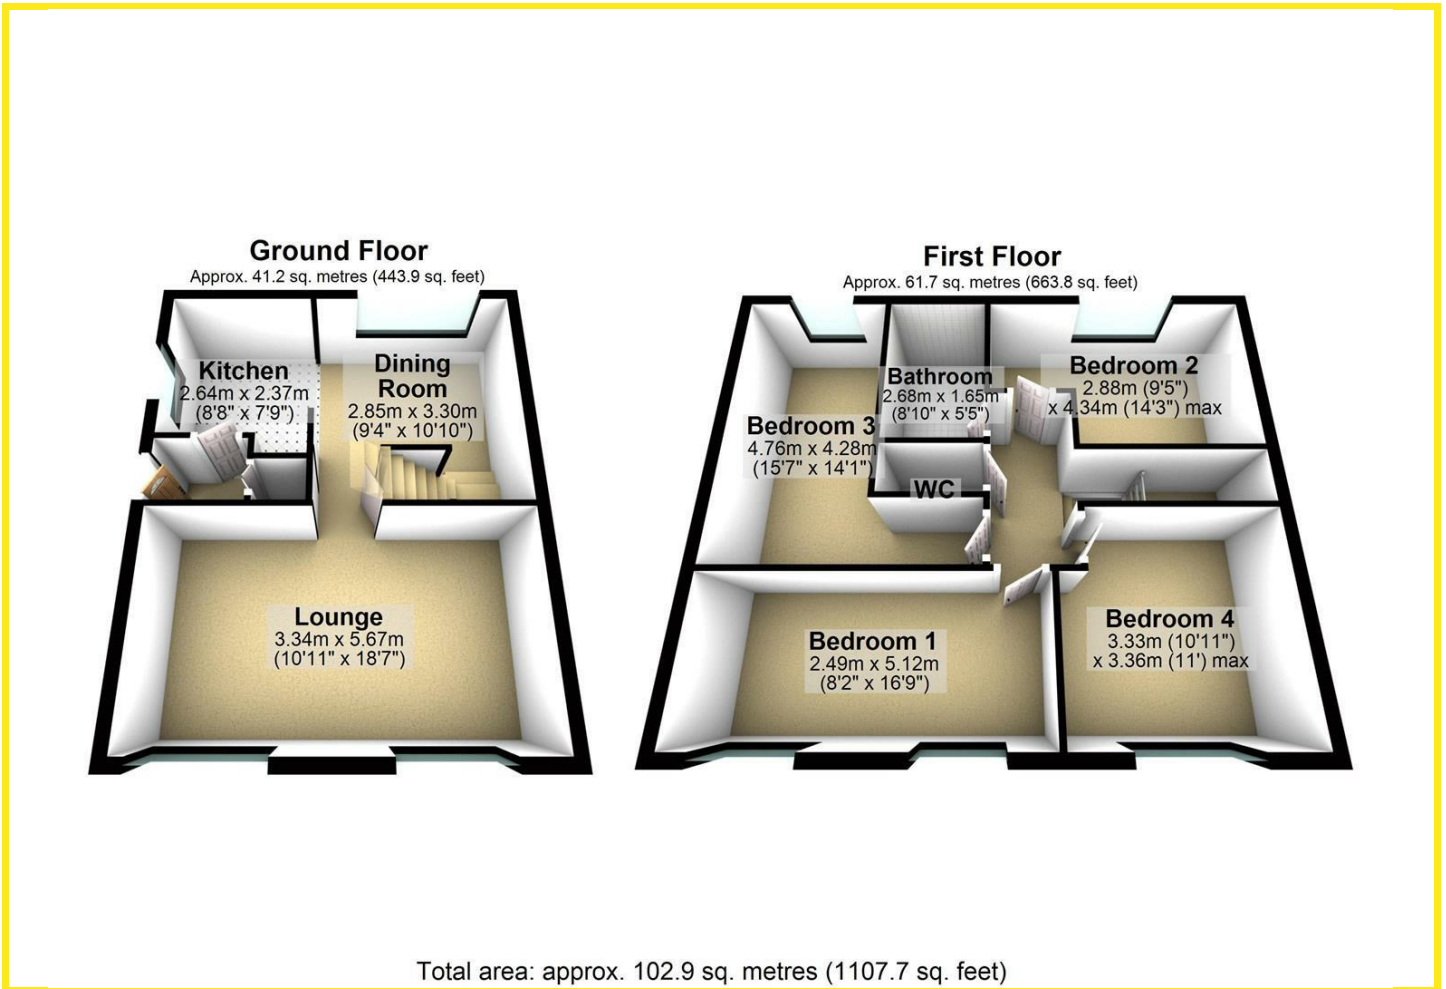 Ground Floor
Approx. 41.2 sq. metres (443.9 sq. feet)
Kitchen
2.64m x 2.37m
(8'8" x 7'9")
Dining
Room
2.85m x 3.30m
(9'4" x 10'10")
Lounge
3.34m x 5.67m
(10'11" x 18'7")
First Floor
Approx. 61.7 sq. metres (663.8 sq. feet)
Bedroom 3
4.76m x 4.28m
(15'7" x 14'1")
Bathroom
2.68m x 1.65m
(8'10" x 5'5")
Bedroom 2
2.88m (9'5")
x 4.34m (14'3") max
WC
Bedroom 1
2.49m x 5.12m
(8'2" x 16'9")
Bedroom 4
3.33m (10'11")
x 3.36m (11') max
Total area: approx. 102.9 sq. metres (1107.7 sq. feet)